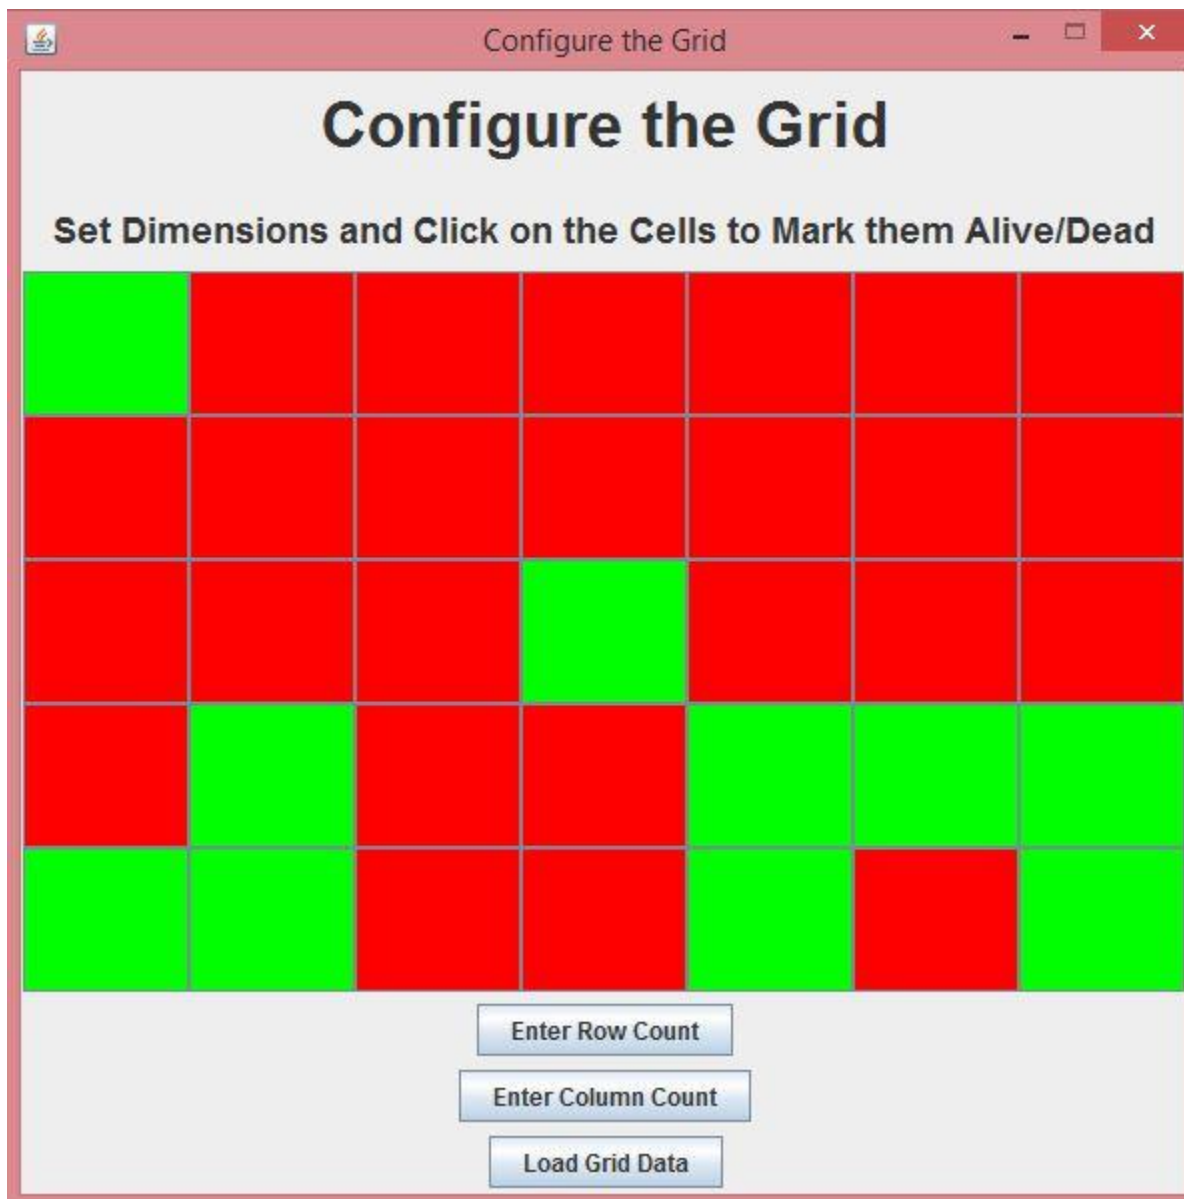 Configure the Grid
Configure the Grid
Set Dimensions and Click on the Cells to Mark them Alive/Dead
Enter Row Count
Enter Column Count
Load Grid Data